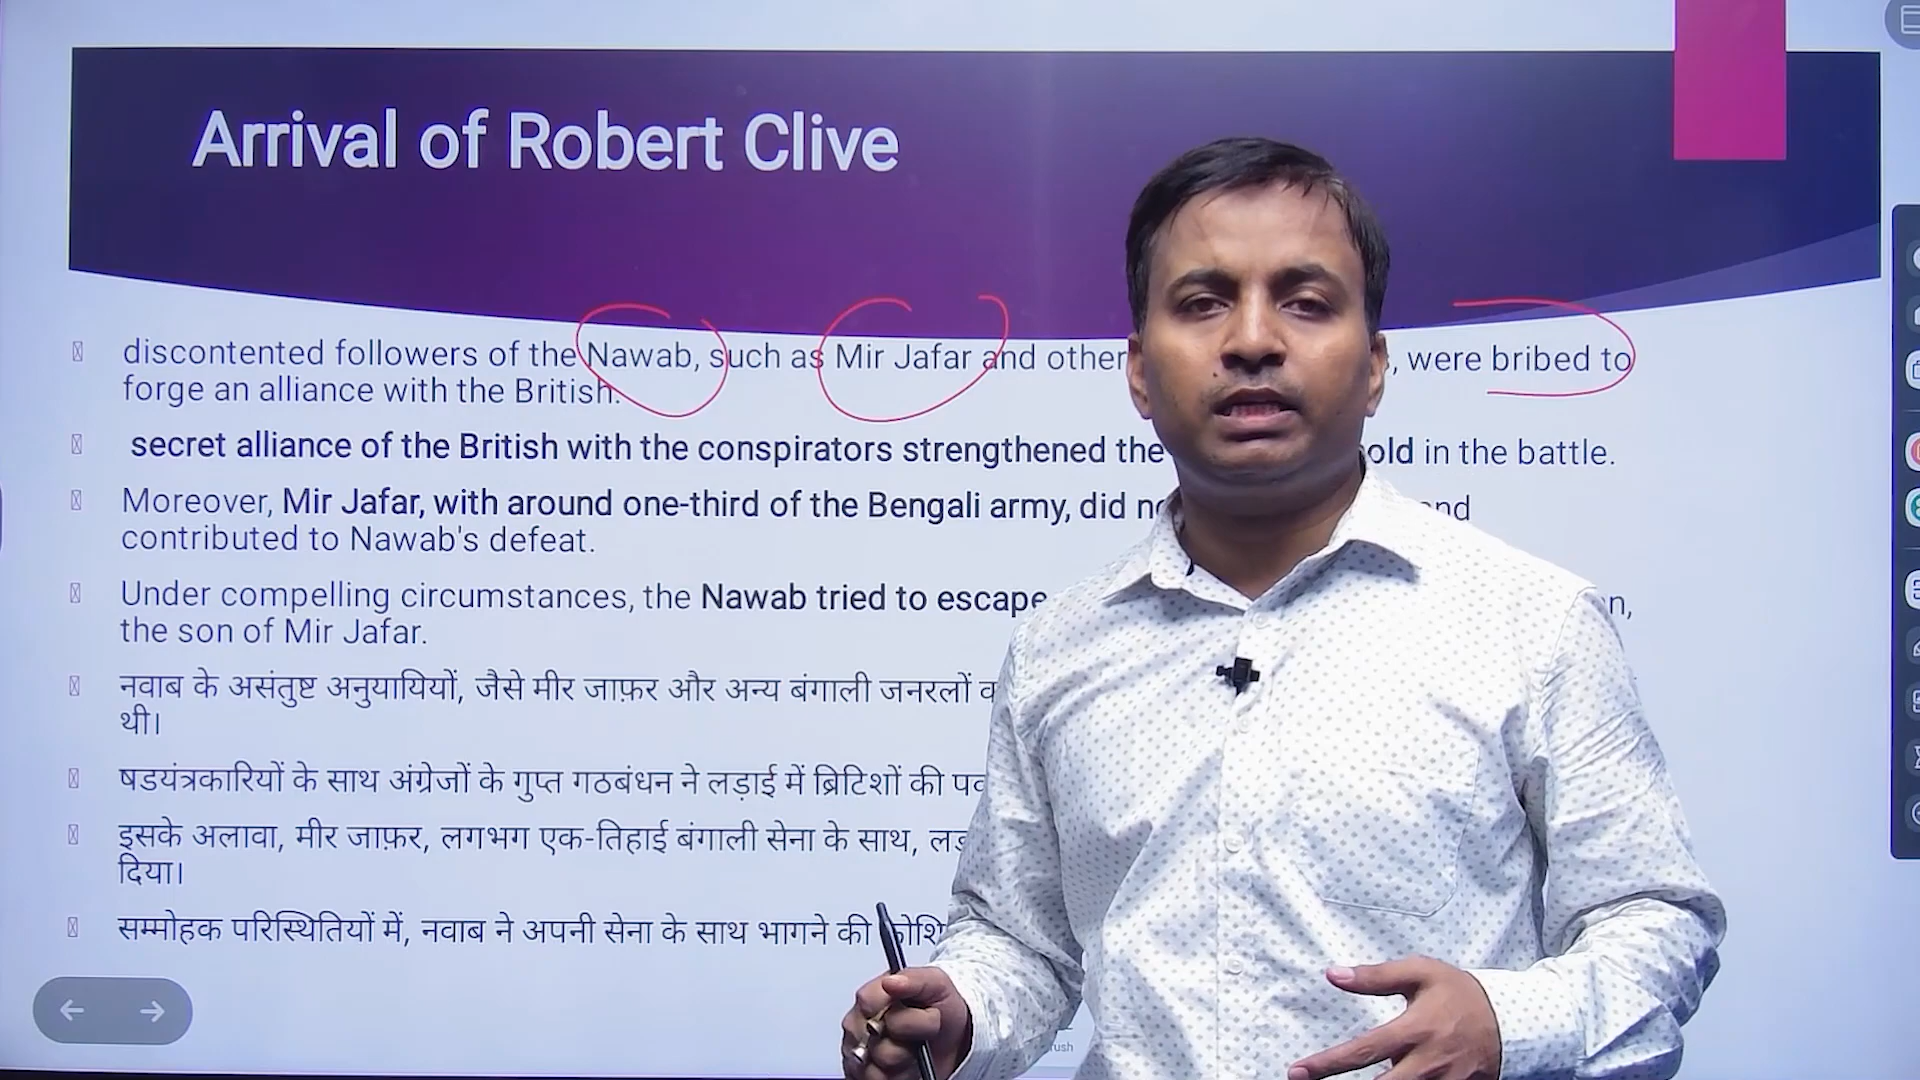 Arrival of Robert Clive
discontented followers of the Nawab, such as Mir Jafar and other , were bribed to
forge an alliance with the British.
secret alliance of the British with the conspirators strengthened the in the battle.
Moreover, Mir Jafar, with around one-third of the Bengali army, did
contributed to Nawab's defeat.
Under compelling circumstances, the Nawab tried to escape
the son of Mir Jafar.
नवाब के असंतुष्ट अनुयायियों, जैसे मीर जाफ़र और अन्य बंगाली जनरलों
थी।
षडयंत्रकारियों के साथ अंग्रेजों के गुप्त गठबंधन ने लड़ाई में ब्रिटिशों की
इसके अलावा, मीर जाफ़र, लगभग एक-तिहाई बंगाली सेना के साथ,
दिया।
सम्मोहक परिस्थितियों में, नवाब ने अपनी सेना के साथ भागने की